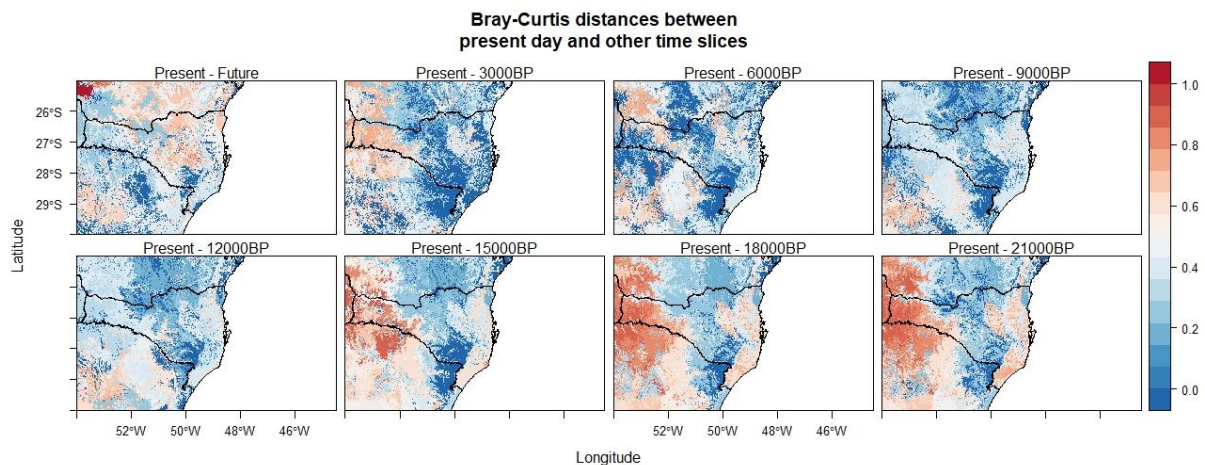 Bray-Curtis distances between
present day and other time slices
Present - Future
Present - 3000BP
Present - 6000BP
Present - 9000BP
26°S
27°S
28°S
29°S
Present - 12000BP
Present - 15000BP
Present - 18000BP
Present - 21000BP
52°W
50°W
48°W
46°W
52°W
50°W
48°W
46°W
Latitude
Longitude
1.0
0.8
0.6
0.4
0.2
0.0